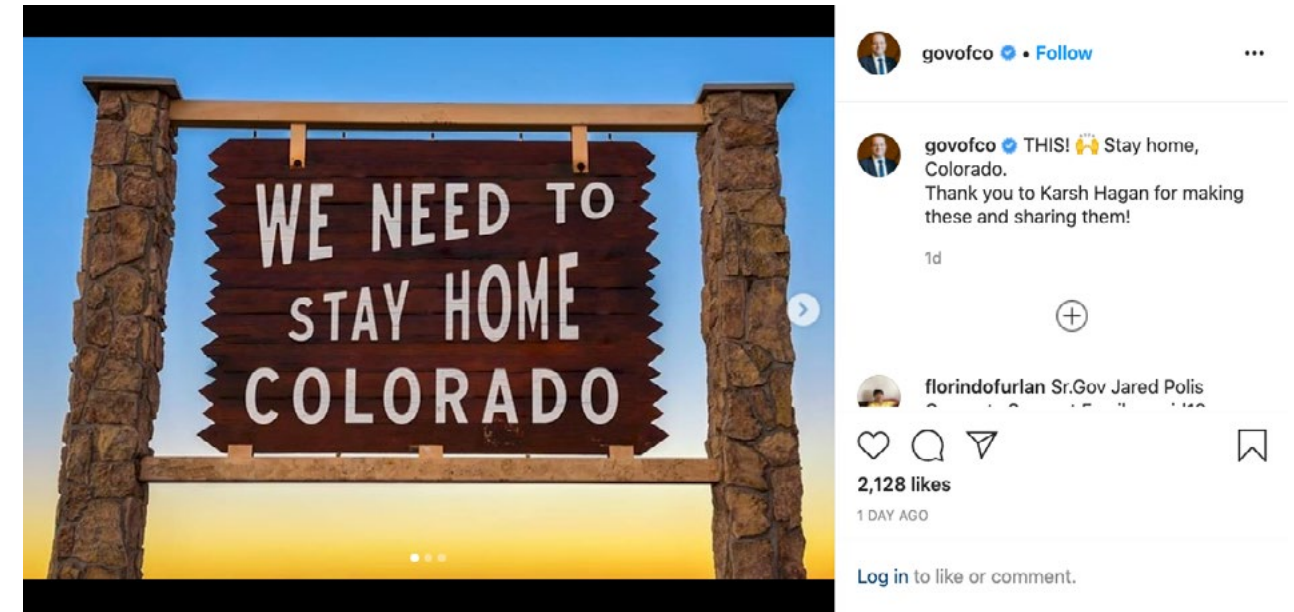 WE NEED TO
STAY HOME
COLORADO
govofco • Follow
govofco THIS! 🙌 Stay home,
Colorado.
Thank you to Karsh Hagan for making
these and sharing them!
1d
florindofurlan Sr.Gov Jared Polis
2,128 likes
1 DAY AGO
Log in to like or comment.